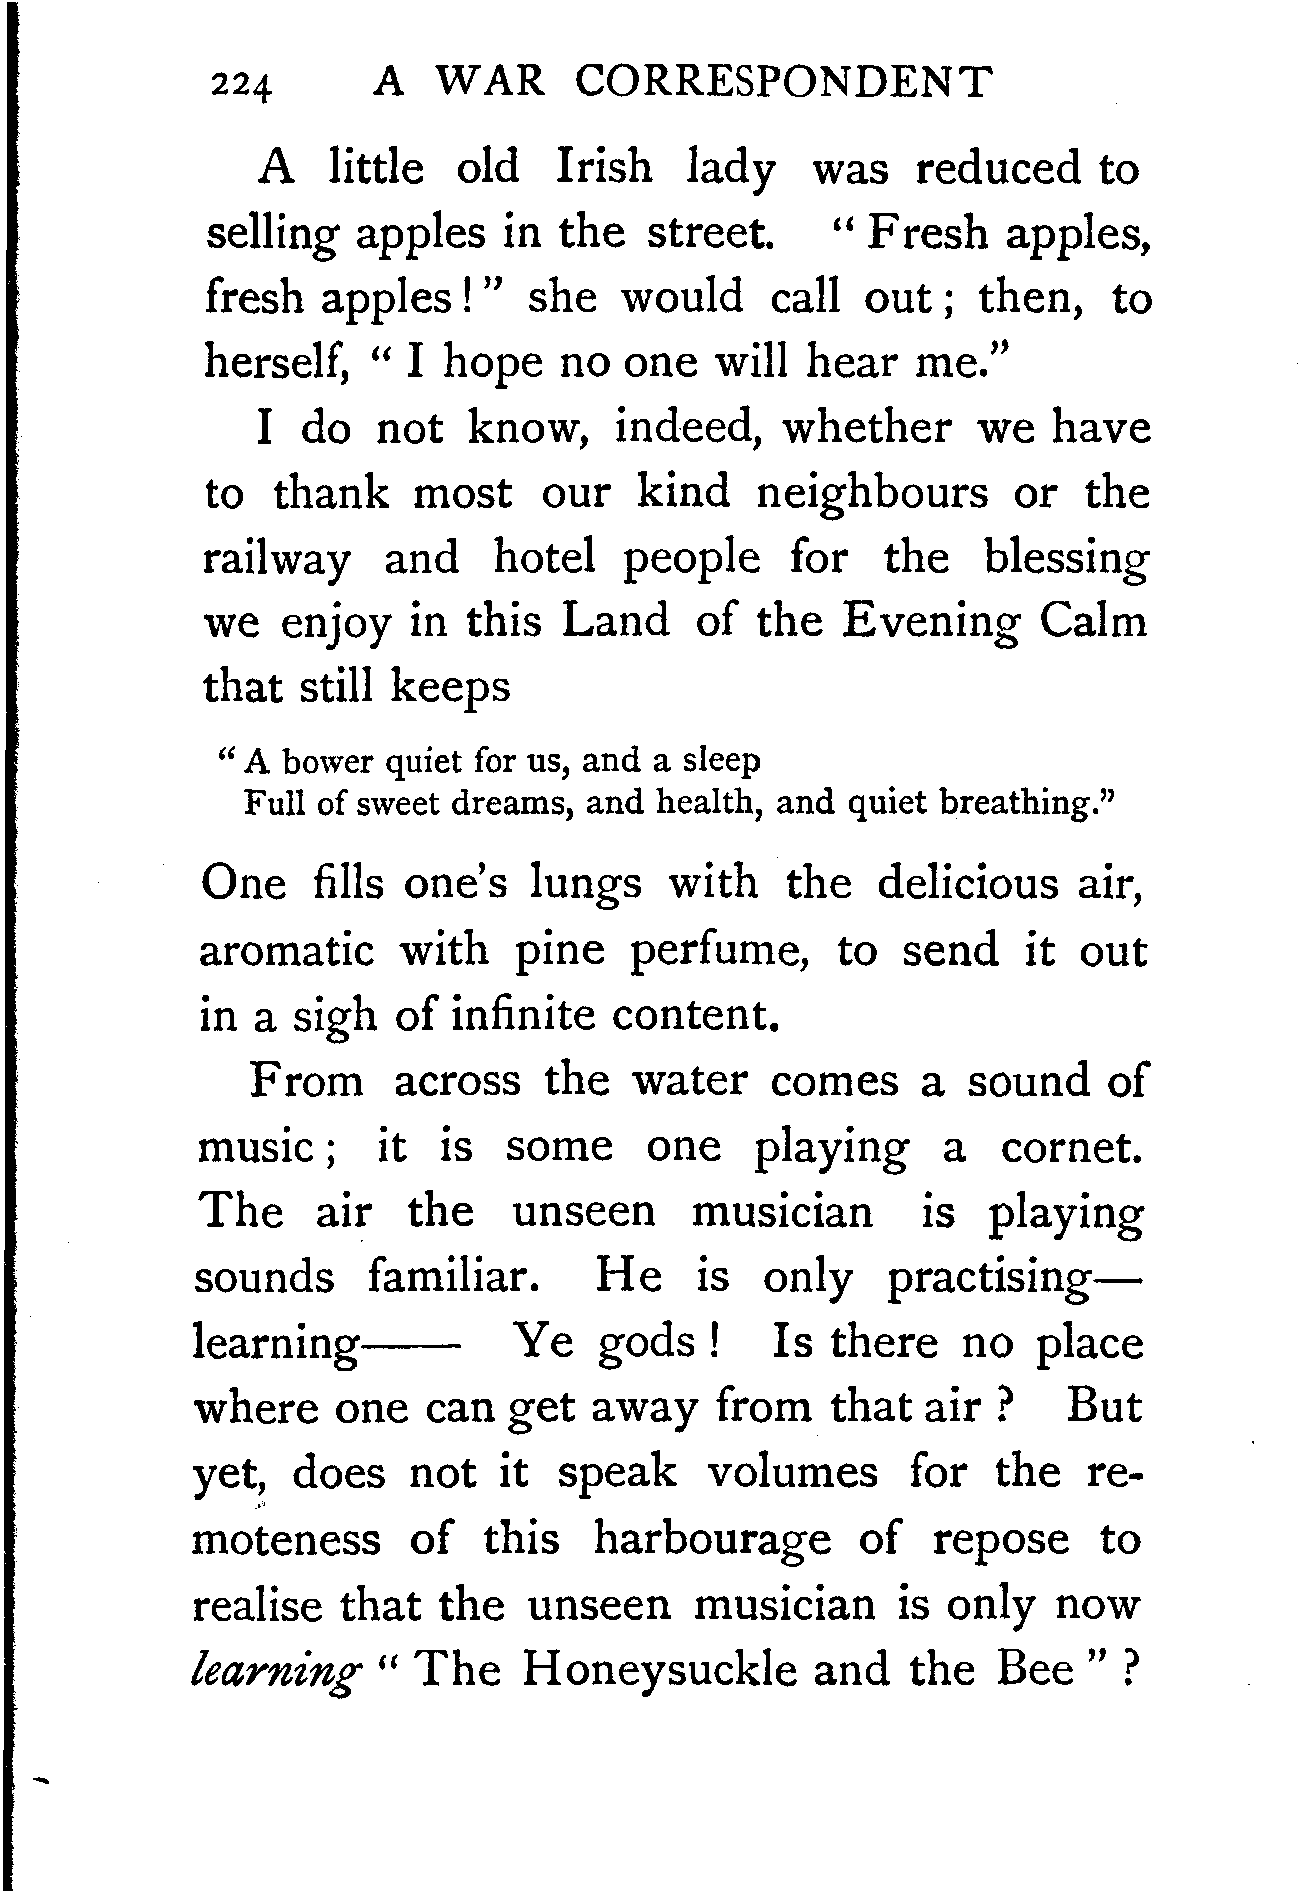 224 A WAR CORRESPONDENT
A little old Irish lady was reduced to
selling apples in the street. “ Fresh apples,
fresh apples ! ” she would call out ; then, to
herself, “ I hope no one will hear me.”
I do not know, indeed, whether we have
to thank most our kind neighbours or the
railway and hotel people for the blessing
we enjoy in this Land of the Evening Calm
that still keeps
“ A bower quiet for us, and a sleep
Full of sweet dreams, and health, and quiet breathing.”
One fills one’s lungs with the delicious air,
aromatic with pine perfume, to send it out
in a sigh of infinite content.
From across the water comes a sound of
music ; it is some one playing a cornet.
The air the unseen musician is playing
sounds familiar. He is only practising—
learning—— Ye gods ! Is there no place
where one can get away from that air ? But
yet, does not it speak volumes for the re-
moteness of this harbourage of repose to
realise that the unseen musician is only now
learning “ The Honeysuckle and the Bee ” ?